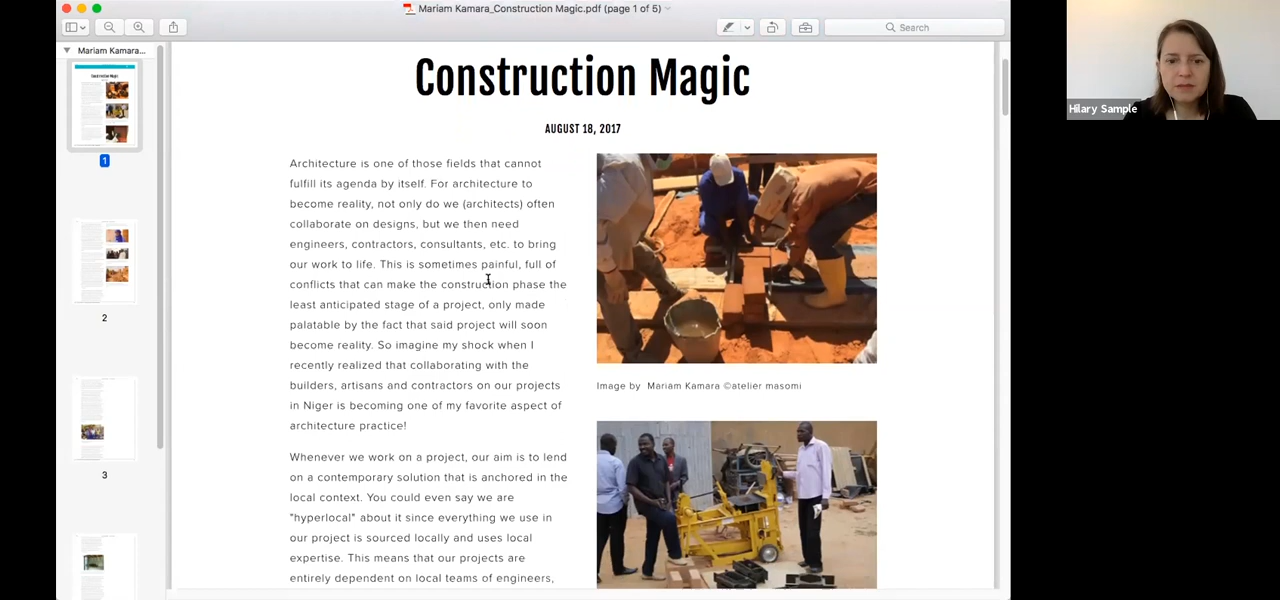 Mariam Kamara_Construction Magic.pdf (page 1 of 5)
Search
Mariam Kamara...
1
2
3
Construction Magic
AUGUST 18, 2017
Architecture is one of those fields that cannot
fulfill its agenda by itself. For architecture to
become reality, not only do we (architects) often
collaborate on designs, but we then need
engineers, contractors, consultants, etc. to bring
our work to life. This is sometimes painful, full of
conflicts that can make the construction phase the
least anticipated stage of a project, only made
palatable by the fact that said project will soon
become reality. So imagine my shock when I
recently realized that collaborating with the
builders, artisans and contractors on our projects
in Niger is becoming one of my favorite aspect of
architecture practice!
Whenever we work on a project, our aim is to lend
on a contemporary solution that is anchored in the
local context. You could even say we are
"hyperlocal" about it since everything we use in
our project is sourced locally and uses local
expertise. This means that our projects are
entirely dependent on local teams of engineers,
Image by Mariam Kamara ©atelier masomi
Hilary Sample